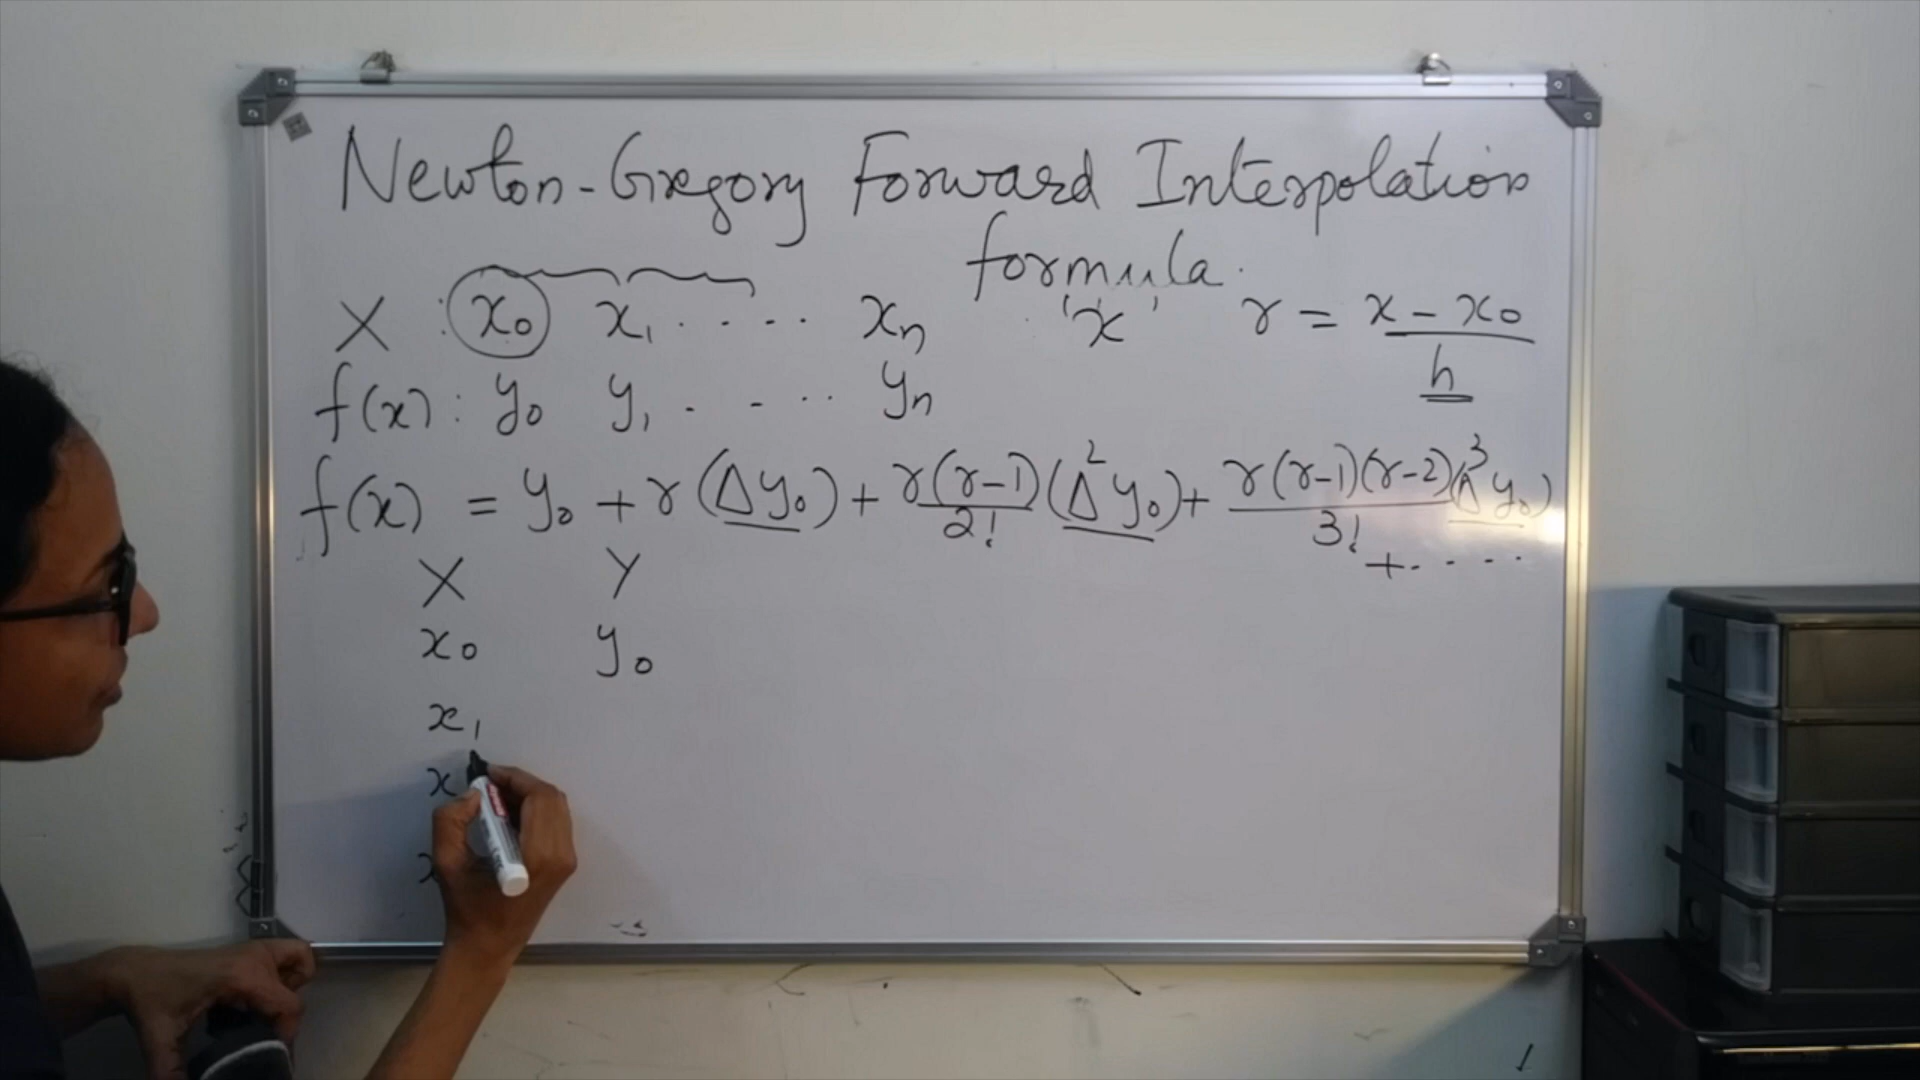 Newton-Gregory Forward Interpolation
formula.
X : x₀ x₁ . . . . xₙ 'x' r = (x - x₀)/h
f(x) : y₀ y₁ . . . . yₙ
f(x) = y₀ + r(Δy₀) + r(r-1)/2! (Δ²y₀) + r(r-1)(r-2)/3! (Δ³y₀)
+ . . . .
X Y
x₀ y₀
x₁
x